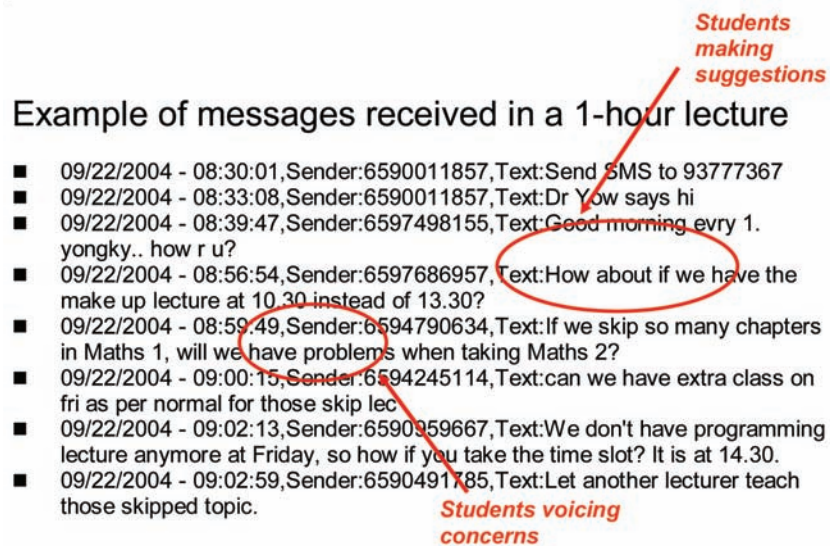 Students
making
suggestions
Example of messages received in a 1-hour lecture
■ 09/22/2004 - 08:30:01,Sender:6590011857,Text:Send SMS to 93777367
■ 09/22/2004 - 08:33:08,Sender:6590011857,Text:Dr Yow says hi
■ 09/22/2004 - 08:39:47,Sender:6597498155,Text:Good morning evry 1.
yongky.. how r u?
■ 09/22/2004 - 08:56:54,Sender:6597686957,Text:How about if we have the
make up lecture at 10.30 instead of 13.30?
■ 09/22/2004 - 08:59:49,Sender:6594790634,Text:If we skip so many chapters
in Maths 1, will we have problems when taking Maths 2?
■ 09/22/2004 - 09:00:15,Sender:6594245114,Text:can we have extra class on
fri as per normal for those skip lec
■ 09/22/2004 - 09:02:13,Sender:6590959667,Text:We don't have programming
lecture anymore at Friday, so how if you take the time slot? It is at 14.30.
■ 09/22/2004 - 09:02:59,Sender:6590491785,Text:Let another lecturer teach
those skipped topic.
Students voicing
concerns